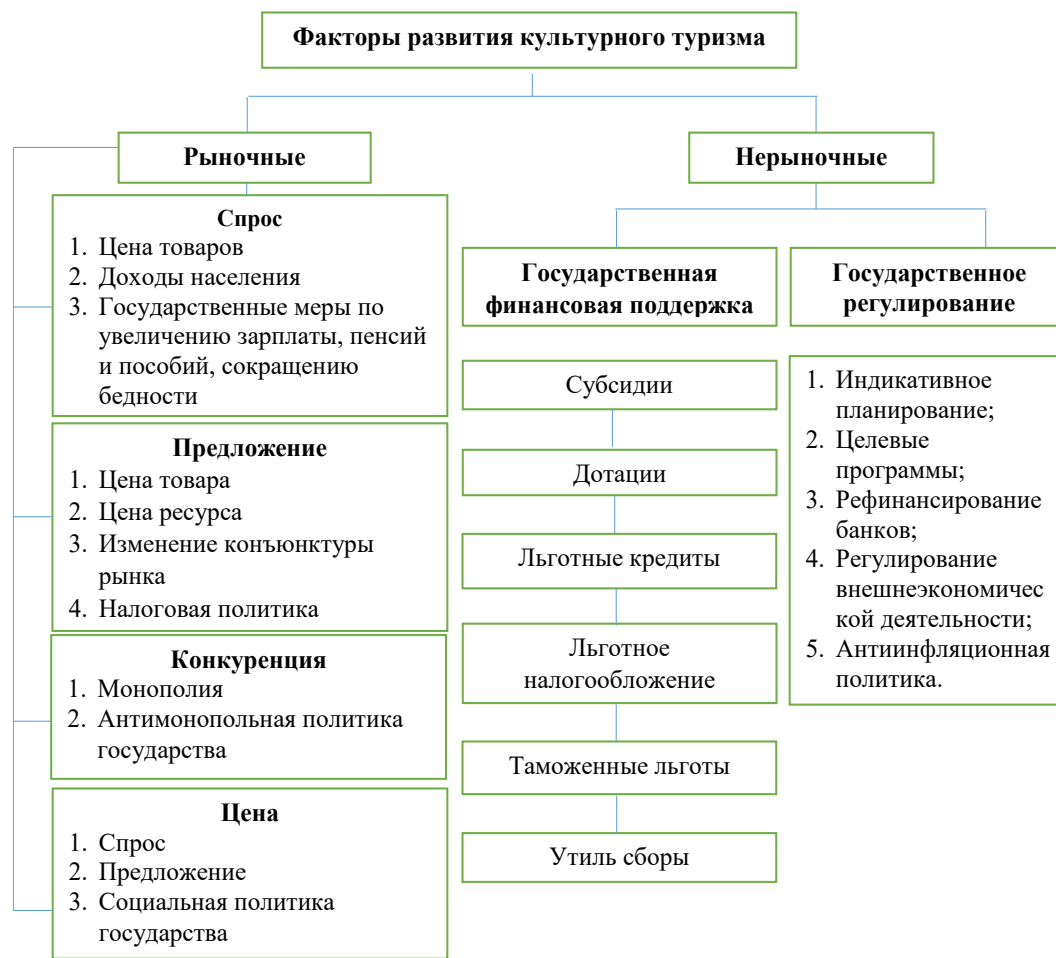 Факторы развития культурного туризма
Рыночные
Нерыночные
Спрос
1. Цена товаров
2. Доходы населения
3. Государственные меры по
увеличению зарплаты, пенсий
и пособий, сокращению
бедности
Предложение
1. Цена товара
2. Цена ресурса
3. Изменение конъюнктуры
рынка
4. Налоговая политика
Конкуренция
1. Монополия
2. Антимонопольная политика
государства
Цена
1. Спрос
2. Предложение
3. Социальная политика
государства
Государственная
финансовая поддержка
Субсидии
Дотации
Льготные кредиты
Льготное
налогообложение
Таможенные льготы
Утиль сборы
Государственное
регулирование
1. Индикативное
планирование;
2. Целевые
программы;
3. Рефинансирование
банков;
4. Регулирование
внешнеэкономичес
кой деятельности;
5. Антиинфляционная
политика.